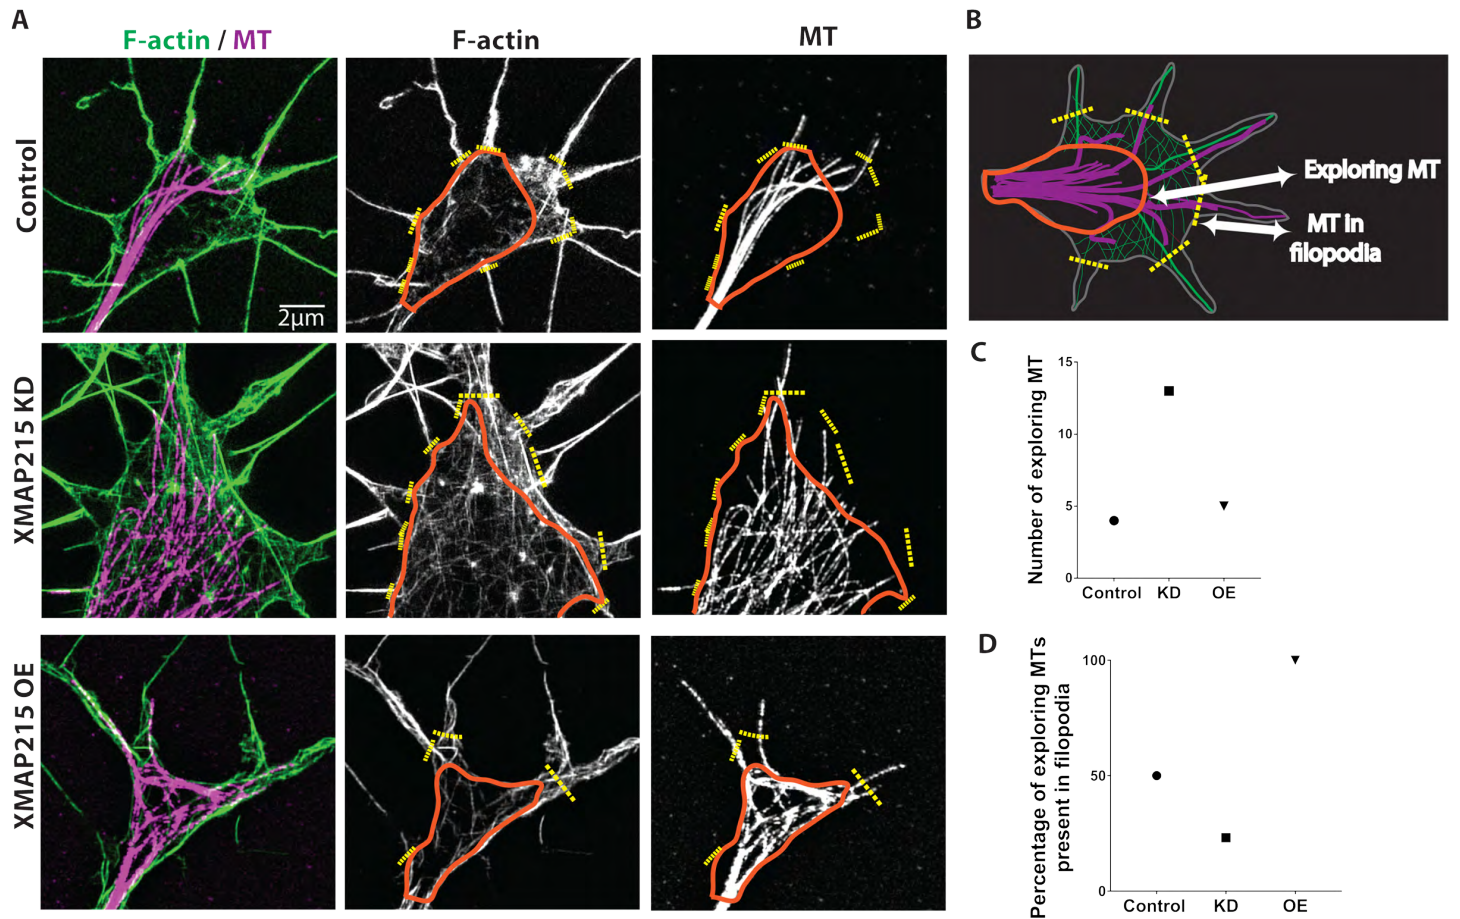 A
F-actin / MT
F-actin
MT
Control
2μm
XMAP215 KD
XMAP215 OE
B
Exploring MT
MT in
filopodia
C
Number of exploring MT
15
10
5
0
Control
KD
OE
D
Percentage of exploring MTs
present in filopodia
100
50
0
Control
KD
OE